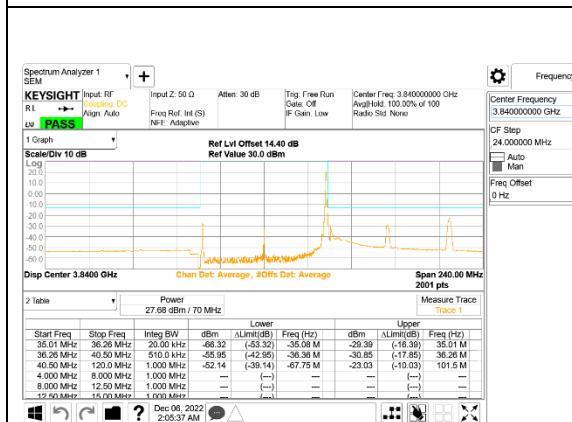 Spectrum Analyzer 1
SEM
+
Frequency
KEYSIGHT Input: RF Input Z: 50 Ω Atten: 30 dB Trig: Free Run Center Freq: 3.840000000 GHz
RL Coupling: DC Gate: Off Avg|Hold: 100.00% of 100
Align: Auto Freq Ref: Int (S) IF Gain: Low Radio Std: None
PASS NFE: Adaptive
Center Frequency
3.840000000 GHz
CF Step
24.000000 MHz
Auto
Man
Freq Offset
0 Hz
1 Graph
Ref Lvl Offset 14.40 dB
Scale/Div 10 dB Ref Value 30.0 dBm
Log
20.0
10.0
0.00
-10.0
-20.0
-30.0
-40.0
-50.0
-60.0
Disp Center 3.8400 GHz Chan Det: Average, #Offs Det: Average Span 240.00 MHz
2001 pts
2 Table Power Measure Trace
27.68 dBm / 70 MHz Trace 1
Lower Upper
Start Freq Stop Freq Integ BW dBm ΔLimit(dB) Freq (Hz) dBm ΔLimit(dB) Freq (Hz)
35.01 MHz 36.26 MHz 20.00 kHz -66.32 (-53.32) -35.08 M -29.39 (-16.39) 35.01 M
36.26 MHz 40.50 MHz 510.0 kHz -55.95 (-42.95) -36.36 M -30.85 (-17.85) 36.26 M
40.50 MHz 120.0 MHz 1.000 MHz -52.14 (-39.14) -67.75 M -23.03 (-10.03) 101.5 M
4.000 MHz 8.000 MHz 1.000 MHz --- (---) --- --- (---) ---
8.000 MHz 12.50 MHz 1.000 MHz --- (---) --- --- (---) ---
12.50 MHz 15.00 MHz 1.000 MHz --- (---) --- --- (---) ---
? Dec 06, 2022
2:05:37 AM